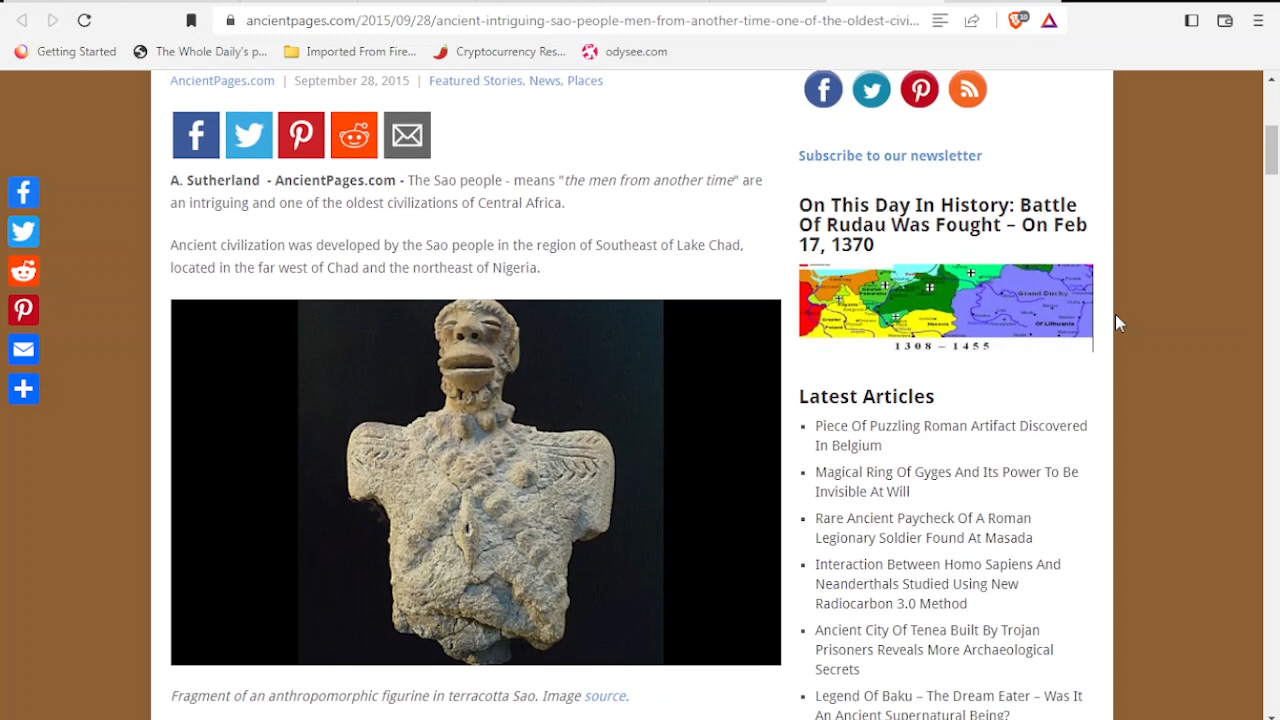 ancientpages.com/2015/09/28/ancient-intriguing-sao-people-men-from-another-time-one-of-the-oldest-civi...
10
Getting Started
The Whole Daily's p...
Imported From Fire...
Cryptocurrency Res...
odysee.com
AncientPages.com | September 28, 2015 | Featured Stories, News, Places
A. Sutherland - AncientPages.com - The Sao people - means "the men from another time" are
an intriguing and one of the oldest civilizations of Central Africa.
Ancient civilization was developed by the Sao people in the region of Southeast of Lake Chad,
located in the far west of Chad and the northeast of Nigeria.
Fragment of an anthropomorphic figurine in terracotta Sao. Image source.
Subscribe to our newsletter
On This Day In History: Battle
Of Rudau Was Fought – On Feb
17, 1370
Grand Duchy
Of Lithuania
1308 – 1455
Latest Articles
Piece Of Puzzling Roman Artifact Discovered
In Belgium
Magical Ring Of Gyges And Its Power To Be
Invisible At Will
Rare Ancient Paycheck Of A Roman
Legionary Soldier Found At Masada
Interaction Between Homo Sapiens And
Neanderthals Studied Using New
Radiocarbon 3.0 Method
Ancient City Of Tenea Built By Trojan
Prisoners Reveals More Archaeological
Secrets
Legend Of Baku – The Dream Eater – Was It
An Ancient Supernatural Being?